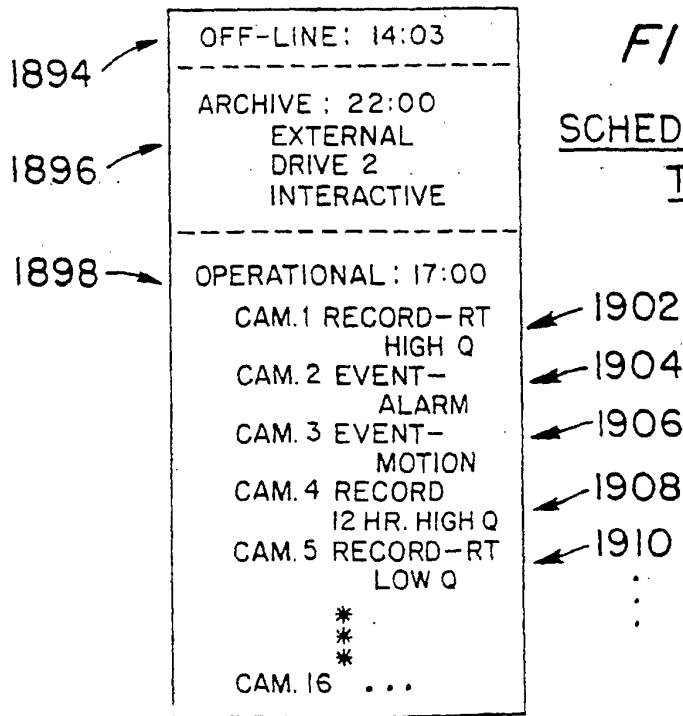 1894
OFF-LINE: 14:03
FI
ARCHIVE: 22:00
EXTERNAL
DRIVE 2
INTERACTIVE
1896
SCHED
T
1898
OPERATIONAL: 17:00
CAM. 1 RECORD-RT
HIGH Q
1902
CAM. 2 EVENT-
ALARM
1904
CAM. 3 EVENT-
MOTION
1906
CAM. 4 RECORD
12 HR. HIGH Q
1908
CAM. 5 RECORD-RT
LOW Q
1910
*
*
*
CAM. 16 ...